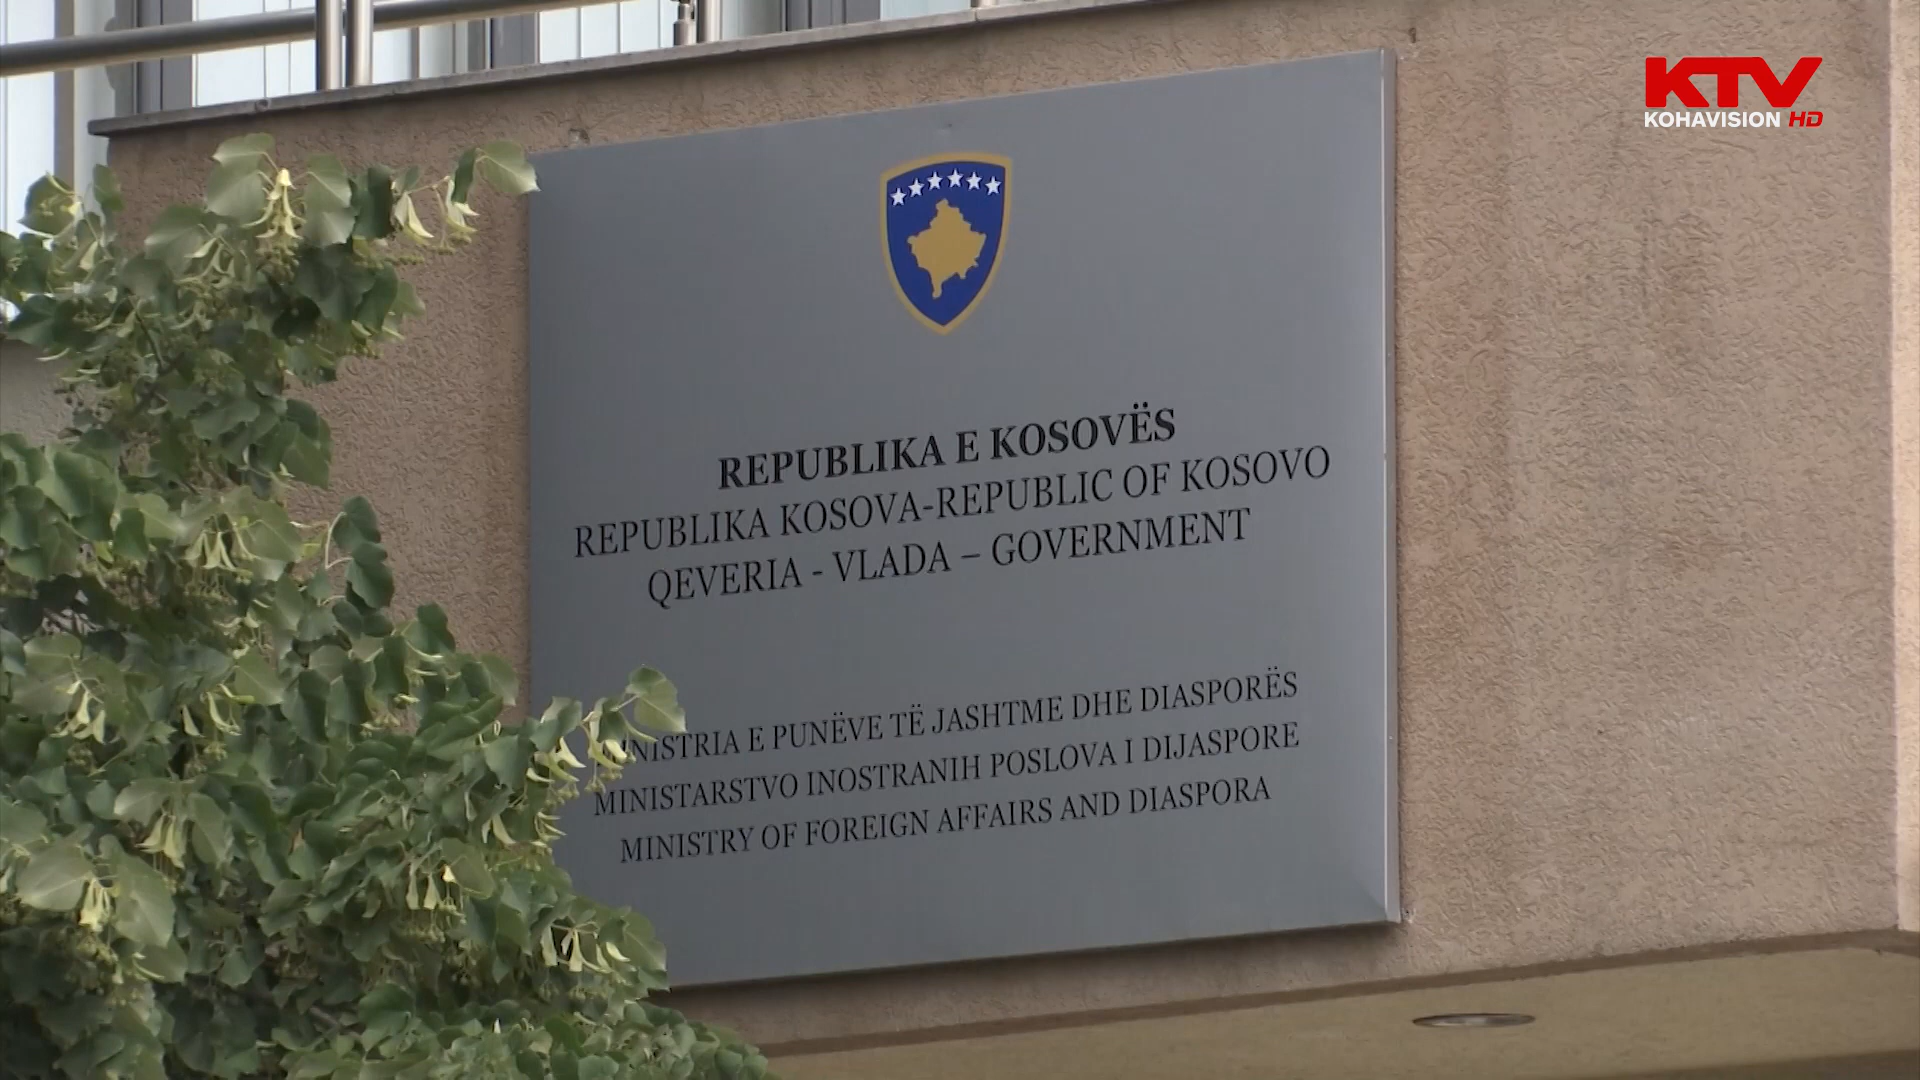 KTV
KOHAVISION HD
REPUBLIKA E KOSOVËS
REPUBLIKA KOSOVA-REPUBLIC OF KOSOVO
QEVERIA - VLADA – GOVERNMENT
MINISTRIA E PUNËVE TË JASHTME DHE DIASPORËS
MINISTARSTVO INOSTRANIH POSLOVA I DIJASPORE
MINISTRY OF FOREIGN AFFAIRS AND DIASPORA